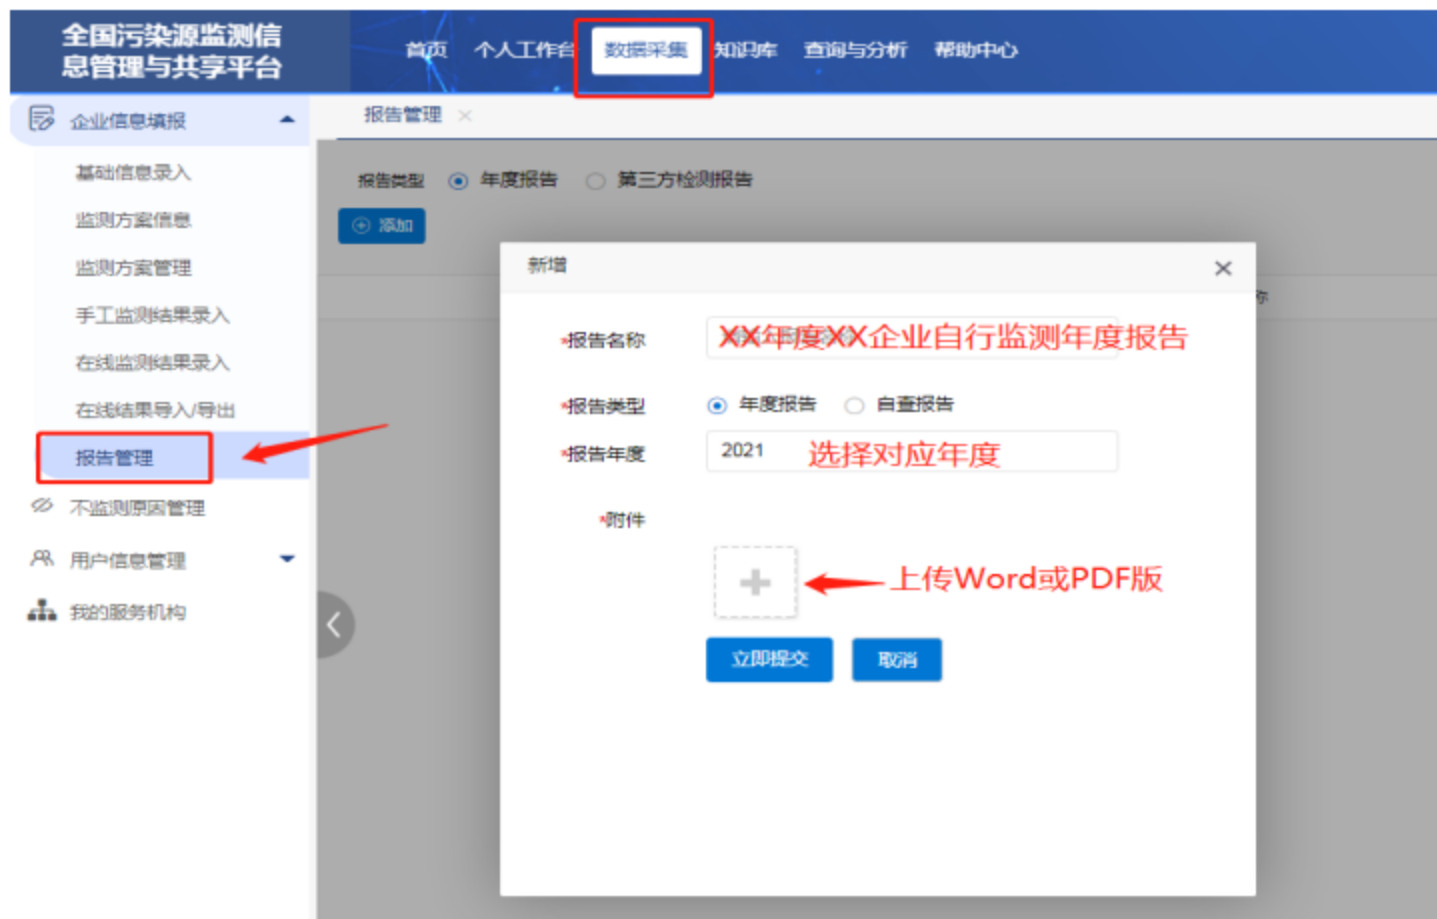 全国污染源监测信
息管理与共享平台
首页 个人工作台 数据采集 知识库 查询与分析 帮助中心
企业信息填报
报告管理
基础信息录入
监测方案信息
监测方案管理
手工监测结果录入
在线监测结果录入
在线结果导入/导出
报告管理
不监测原因管理
用户信息管理
我的服务机构
报告类型 年度报告 第三方检测报告
添加
新增
称
*报告名称 XX年度XX企业自行监测年度报告
*报告类型 年度报告 自查报告
*报告年度 2021 选择对应年度
*附件
上传Word或PDF版
立即提交 取消